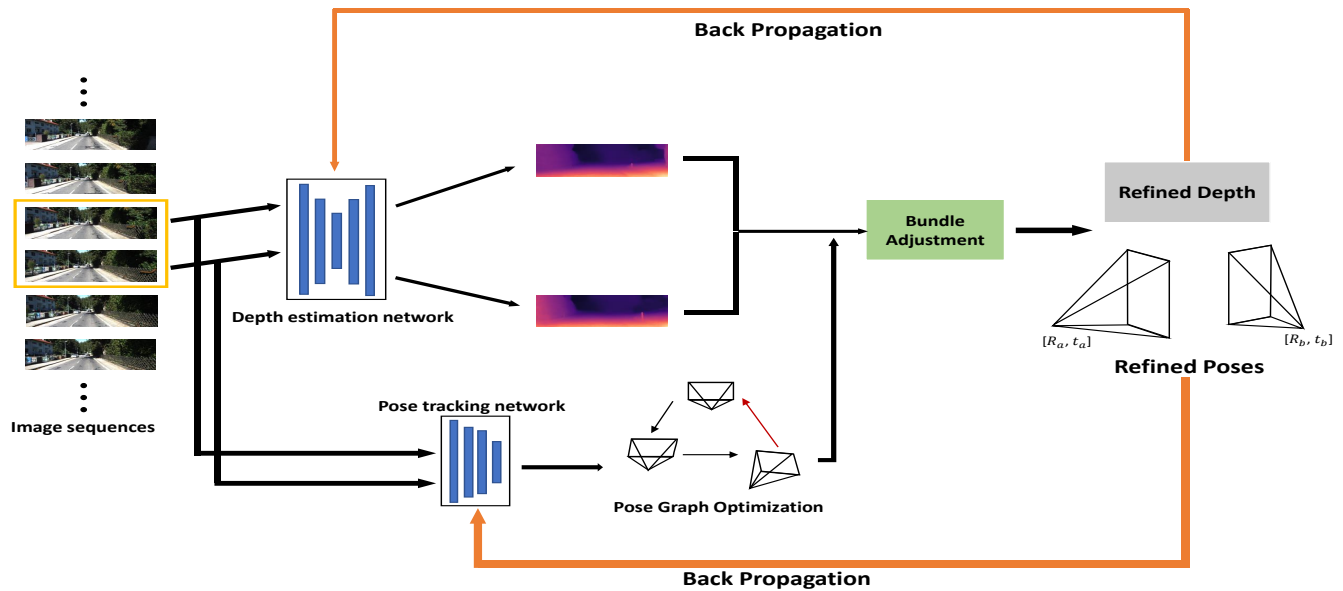 Back Propagation
Refined Depth
Bundle
Adjustment
Depth estimation network
[R_a, t_a]
[R_b, t_b]
Refined Poses
Pose tracking network
Image sequences
Pose Graph Optimization
Back Propagation